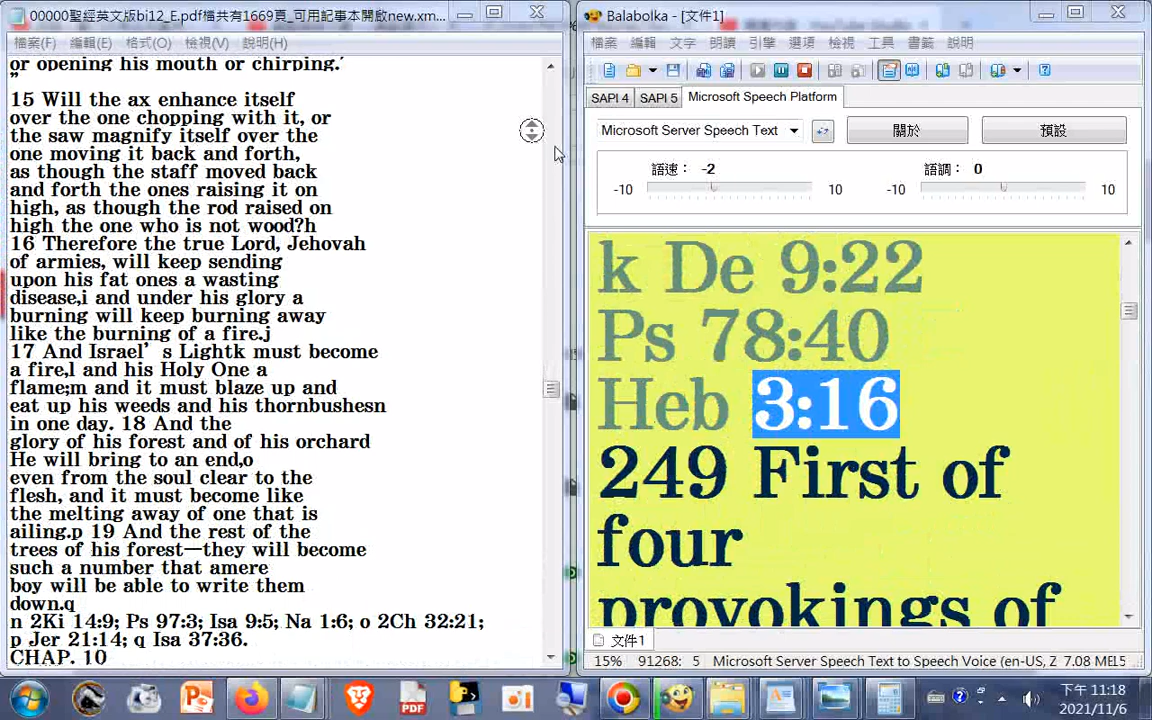 00000聖經英文版bi12_E.pdf檔共有1669頁_可用記事本開啟new.xm...
檔案(F) 編輯(E) 格式(O) 檢視(V) 說明(H)
or opening his mouth or chirping.’
”
15 Will the ax enhance itself
over the one chopping with it, or
the saw magnify itself over the
one moving it back and forth,
as though the staff moved back
and forth the ones raising it on
high, as though the rod raised on
high the one who is not wood?h
16 Therefore the true Lord, Jehovah
of armies, will keep sending
upon his fat ones a wasting
disease,i and under his glory a
burning will keep burning away
like the burning of a fire.j
17 And Israel’s Lightk must become
a fire,l and his Holy One a
flame;m and it must blaze up and
eat up his weeds and his thornbushesn
in one day. 18 And the
glory of his forest and of his orchard
He will bring to an end,o
even from the soul clear to the
flesh, and it must become like
the melting away of one that is
ailing.p 19 And the rest of the
trees of his forest—they will become
such a number that amere
boy will be able to write them
down.q
n 2Ki 14:9; Ps 97:3; Isa 9:5; Na 1:6; o 2Ch 32:21;
p Jer 21:14; q Isa 37:36.
CHAP. 10
Balabolka - [文件1]
檔案 編輯 文字 朗讀 引擎 選項 檢視 工具 書籤 說明
SAPI 4 SAPI 5 Microsoft Speech Platform
Microsoft Server Speech Text 關於 預設
語速: -2 語調: 0
-10 10 -10 10
k De 9:22
Ps 78:40
Heb 3:16
249 First of
four
provokings of
文件1
15% 91268: 5 Microsoft Server Speech Text to Speech Voice (en-US, Z 7.08 ME
下午 11:18
2021/11/6